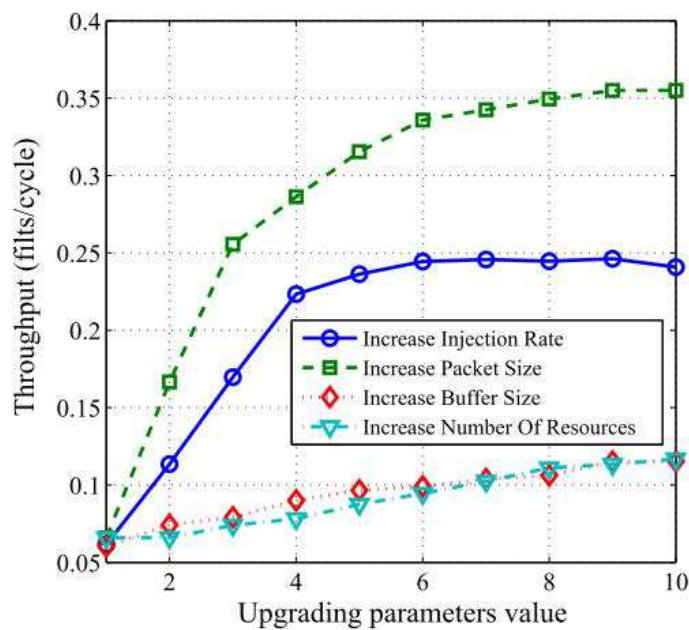 0.4
0.35
0.3
0.25
0.2
0.15
0.1
0.05
Throughput (filts/cycle)
Increase Injection Rate
Increase Packet Size
Increase Buffer Size
Increase Number Of Resources
2
4
6
8
10
Upgrading parameters value